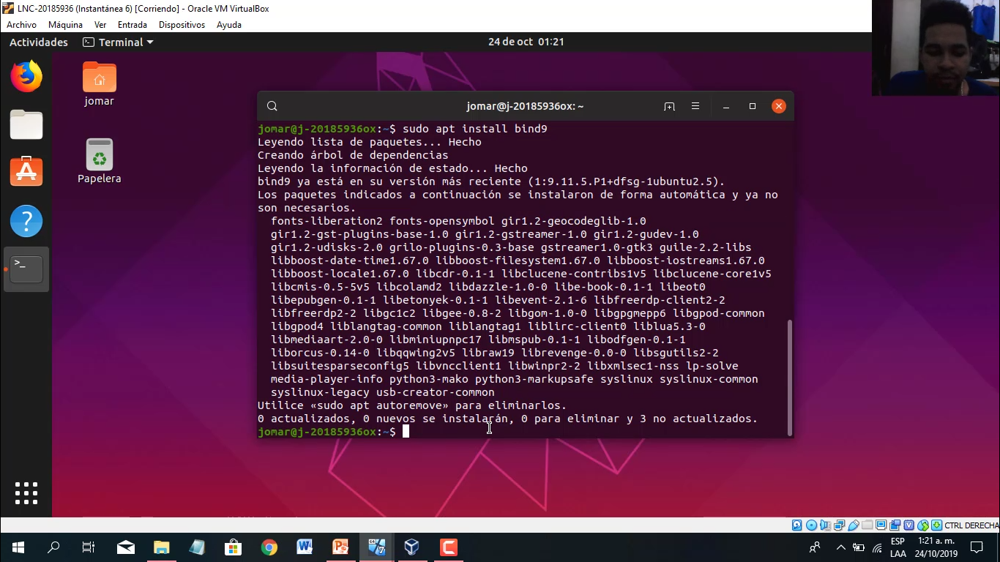 LNC-20185936 (Instantánea 6) [Corriendo] - Oracle VM VirtualBox
Archivo Máquina Ver Entrada Dispositivos Ayuda
Actividades Terminal 24 de oct 01:21
jomar
Papelera
jomar@j-20185936ox: ~
jomar@j-20185936ox:~$ sudo apt install bind9
Leyendo lista de paquetes... Hecho
Creando árbol de dependencias
Leyendo la información de estado... Hecho
bind9 ya está en su versión más reciente (1:9.11.5.P1+dfsg-1ubuntu2.5).
Los paquetes indicados a continuación se instalaron de forma automática y ya no
son necesarios.
fonts-liberation2 fonts-opensymbol gir1.2-geocodeglib-1.0
gir1.2-gst-plugins-base-1.0 gir1.2-gstreamer-1.0 gir1.2-gudev-1.0
gir1.2-udisks-2.0 grilo-plugins-0.3-base gstreamer1.0-gtk3 guile-2.2-libs
libboost-date-time1.67.0 libboost-filesystem1.67.0 libboost-iostreams1.67.0
libboost-locale1.67.0 libcdr-0.1-1 libclucene-contribs1v5 libclucene-core1v5
libcmis-0.5-5v5 libcolamd2 libdazzle-1.0-0 libe-book-0.1-1 libeot0
libepubgen-0.1-1 libetonyek-0.1-1 libevent-2.1-6 libfreerdp-client2-2
libfreerdp2-2 libgc1c2 libgee-0.8-2 libgom-1.0-0 libgpgmepp6 libgpod-common
libgpod4 liblangtag-common liblangtag1 liblirc-client0 liblua5.3-0
libmediaart-2.0-0 libminiupnpc17 libmspub-0.1-1 libodfgen-0.1-1
liborcus-0.14-0 libqqwing2v5 libraw19 librevenge-0.0-0 libsgutils2-2
libsuitesparseconfig5 libvncclient1 libwinpr2-2 libxmlsec1-nss lp-solve
media-player-info python3-mako python3-markupsafe syslinux syslinux-common
syslinux-legacy usb-creator-common
Utilice «sudo apt autoremove» para eliminarlos.
0 actualizados, 0 nuevos se instalarán, 0 para eliminar y 3 no actualizados.
jomar@j-20185936ox:~$
CTRL DERECHA
ESP 1:21 a. m.
LAA 24/10/2019